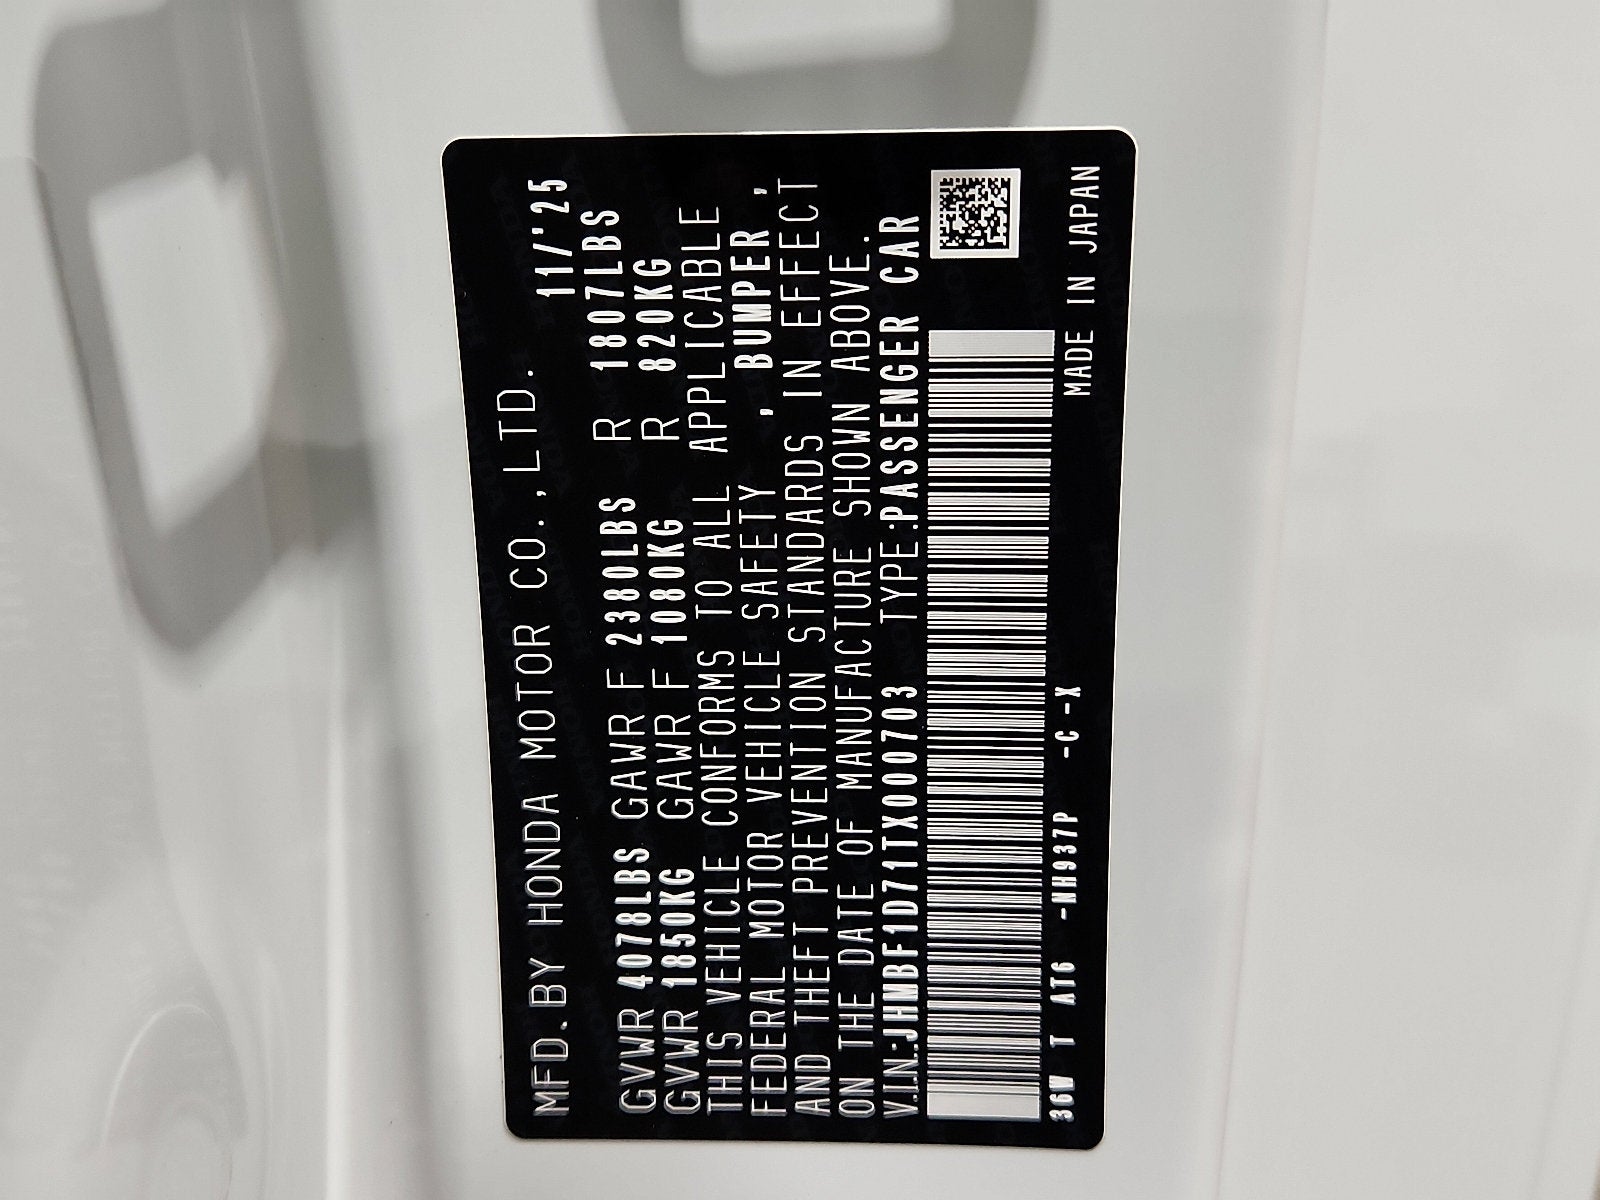 MFD.BY HONDA MOTOR CO.,LTD. 11/'25
GVWR 4078LBS GAWR F 2380LBS R 1807LBS
GVWR 1850KG GAWR F 1080KG R 820KG
THIS VEHICLE CONFORMS TO ALL APPLICABLE
FEDERAL MOTOR VEHICLE SAFETY , BUMPER ,
AND THEFT PREVENTION STANDARDS IN EFFECT
ON THE DATE OF MANUFACTURE SHOWN ABOVE.
V.I.N.:JHMBF1D71TX000703 TYPE:PASSENGER CAR
3GW T AT6 -NH937P -C -X MADE IN JAPAN